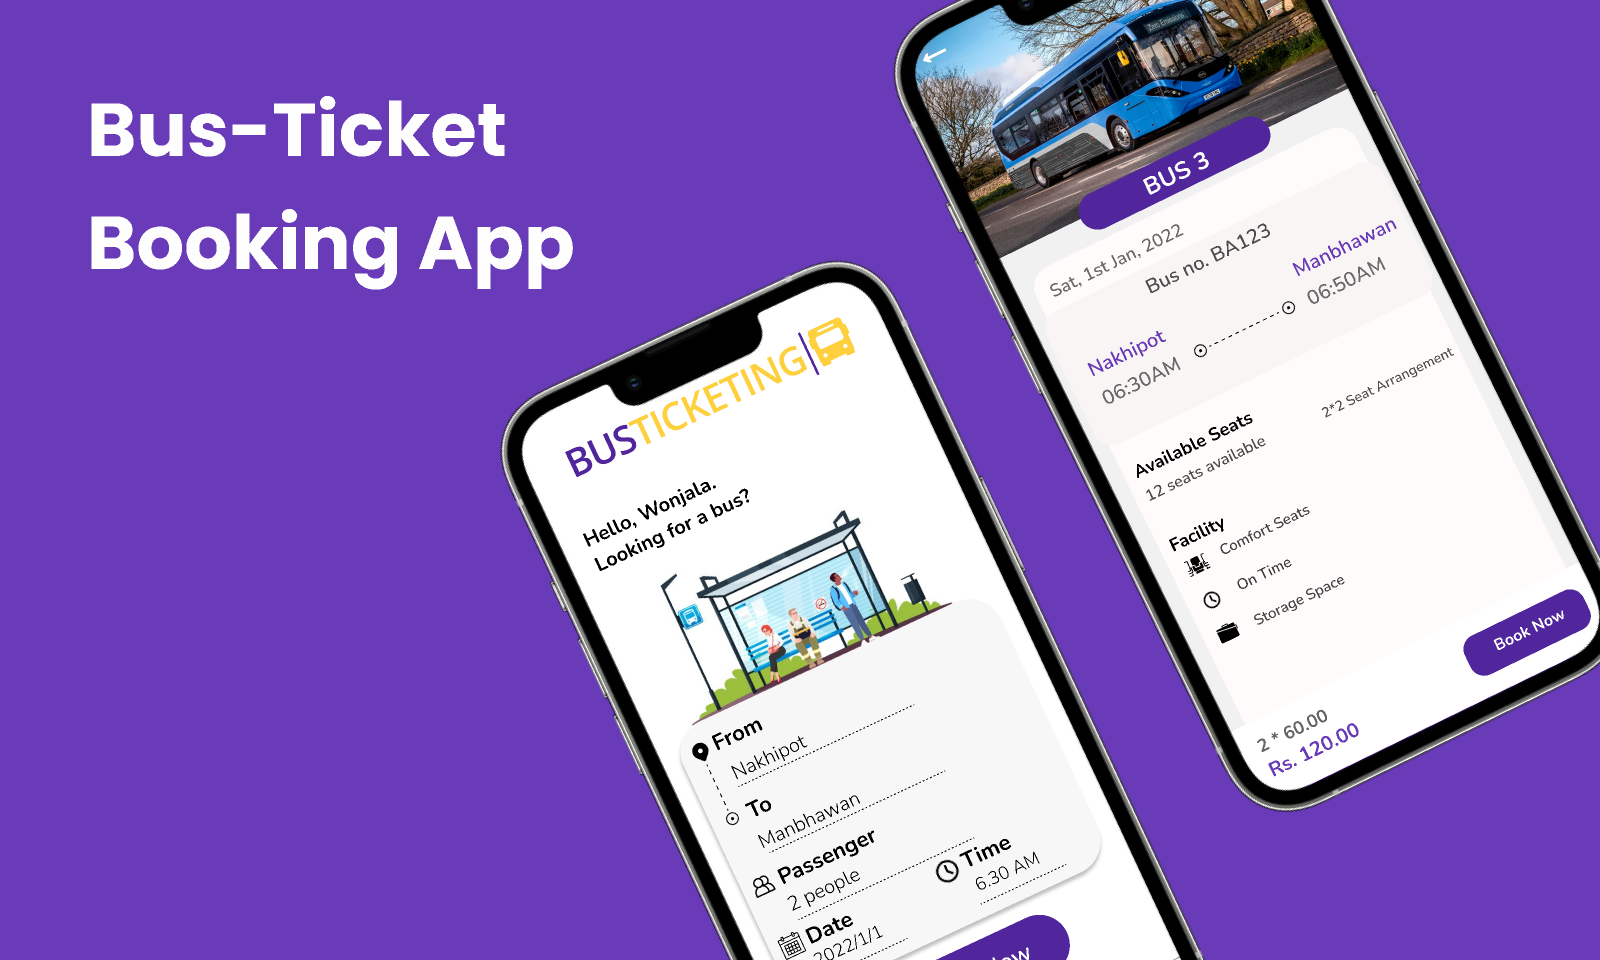 Bus-Ticket
Booking App
BUSTICKETING
Hello, Wonjala.
Looking for a bus?
From
Nakhipot
To
Manbhawan
Passenger
2 people
Time
6.30 AM
Date
2022/1/1
BUS 3
Sat, 1st Jan, 2022
Bus no. BA123
Nakhipot
06:30AM
Manbhawan
06:50AM
Available Seats
12 seats available
2*2 Seat Arrangement
Facility
Comfort Seats
On Time
Storage Space
2 * 60.00
Rs. 120.00
Book Now